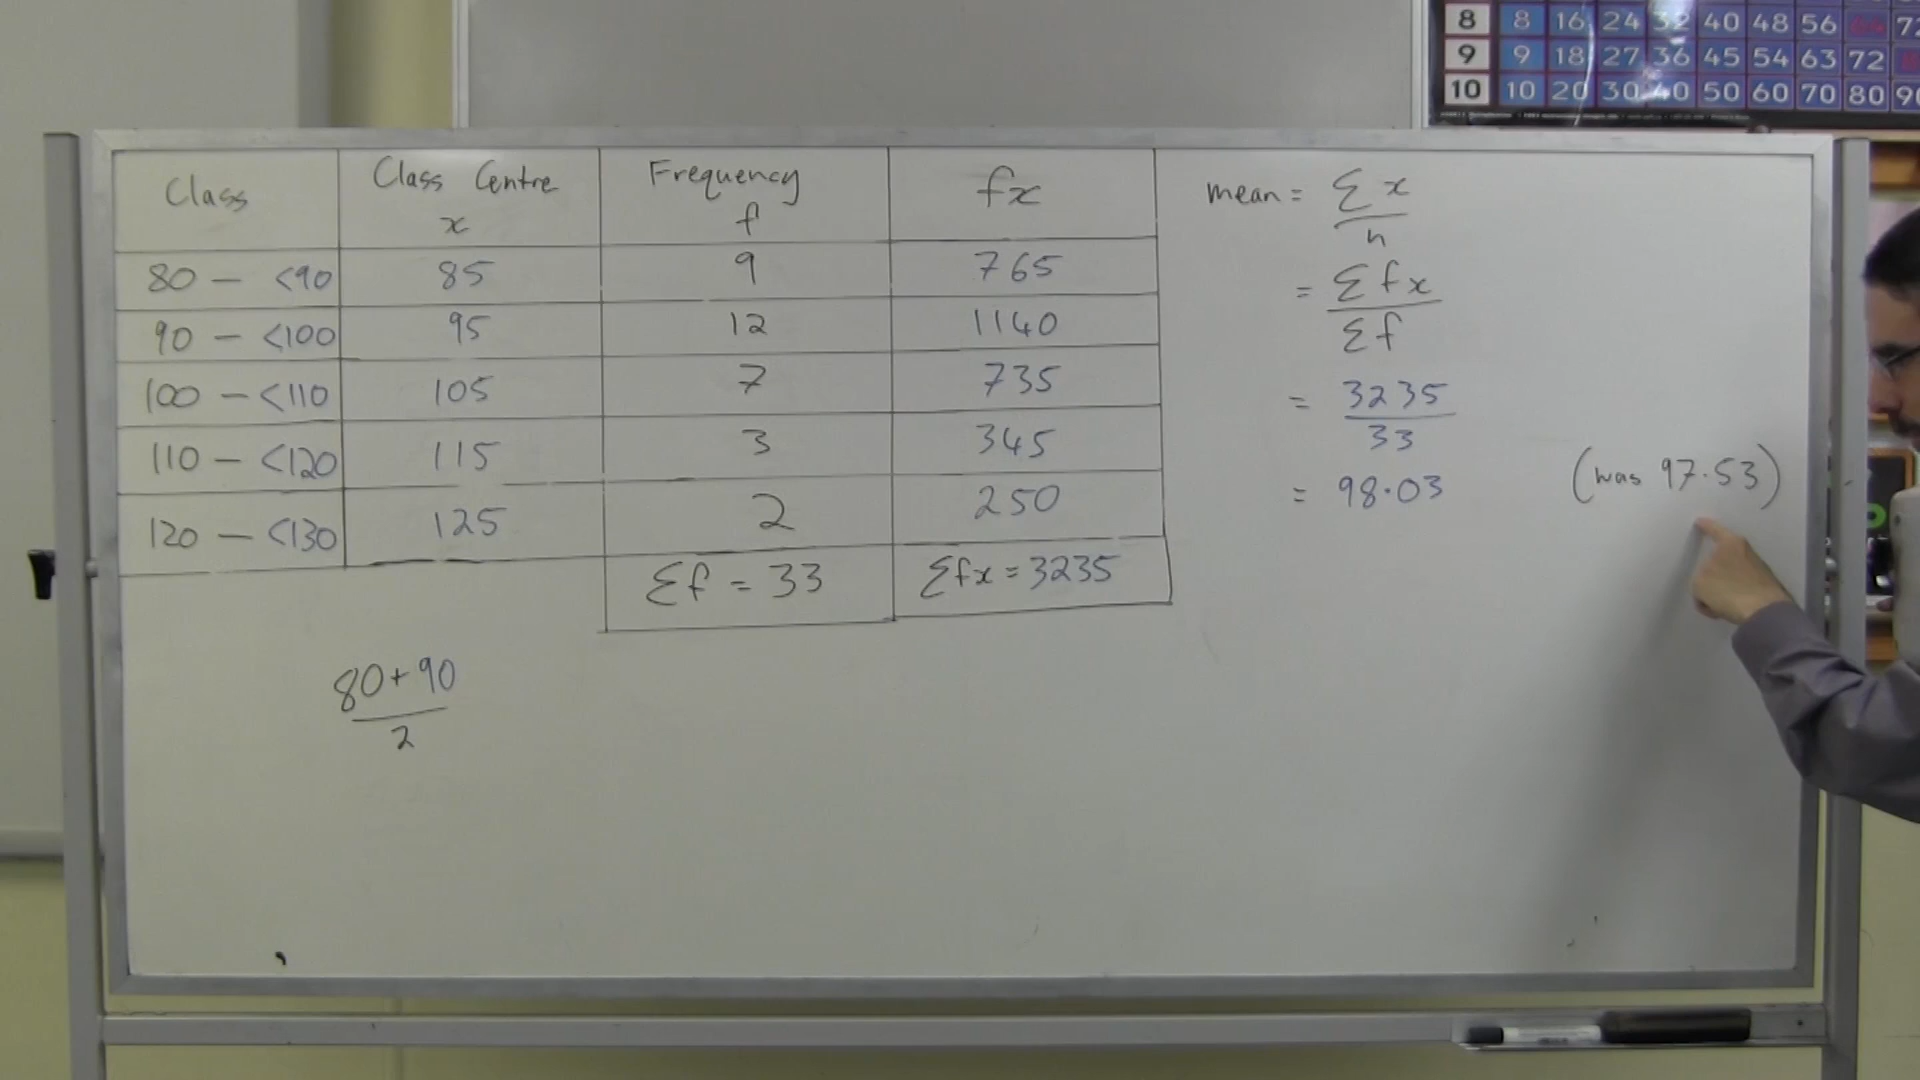 8 8 16 24 32 40 48 56
9 9 18 27 36 45 54 63 72
10 10 20 30 40 50 60 70 80 90
Class
Class Centre
x
Frequency
f
fx
80 – <90 85 9 765
90 – <100 95 12 1140
100 – <110 105 7 735
110 – <120 115 3 345
120 – <130 125 2 250
Σf = 33 Σfx = 3235
80+90
2
mean = Σx
n
= Σfx
Σf
= 3235
33
= 98.03 (was 97.53)